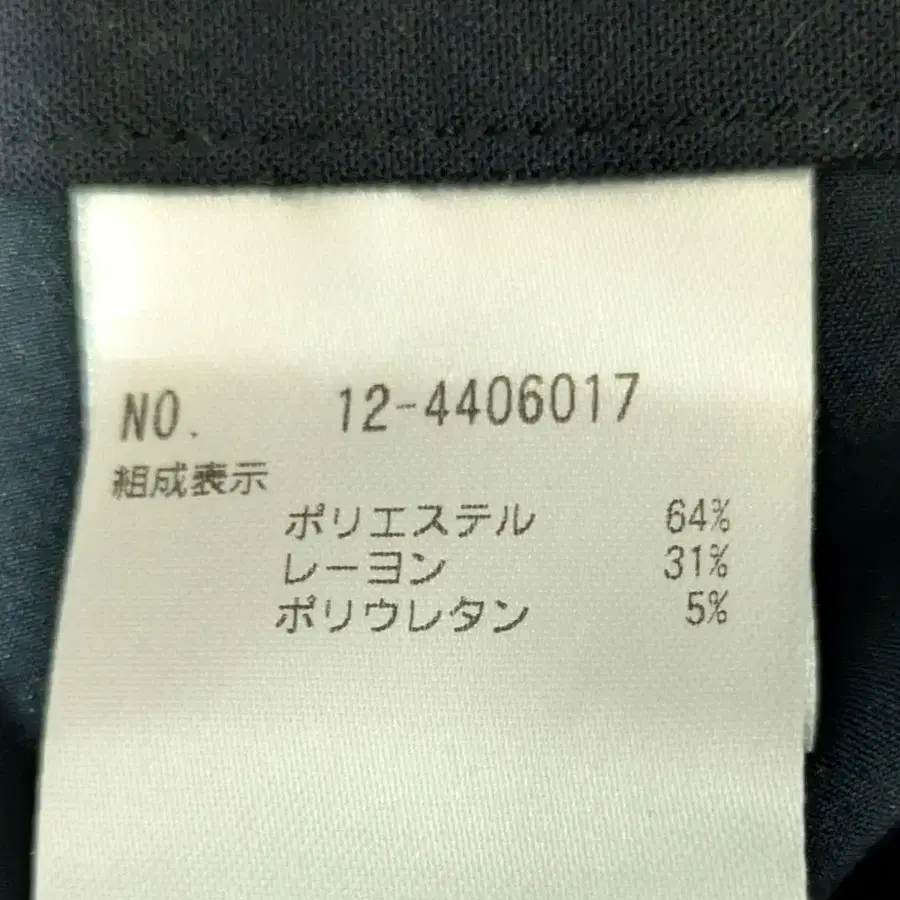 NO. 12-4406017
組成表示
ポリエステル 64%
レーヨン 31%
ポリウレタン 5%